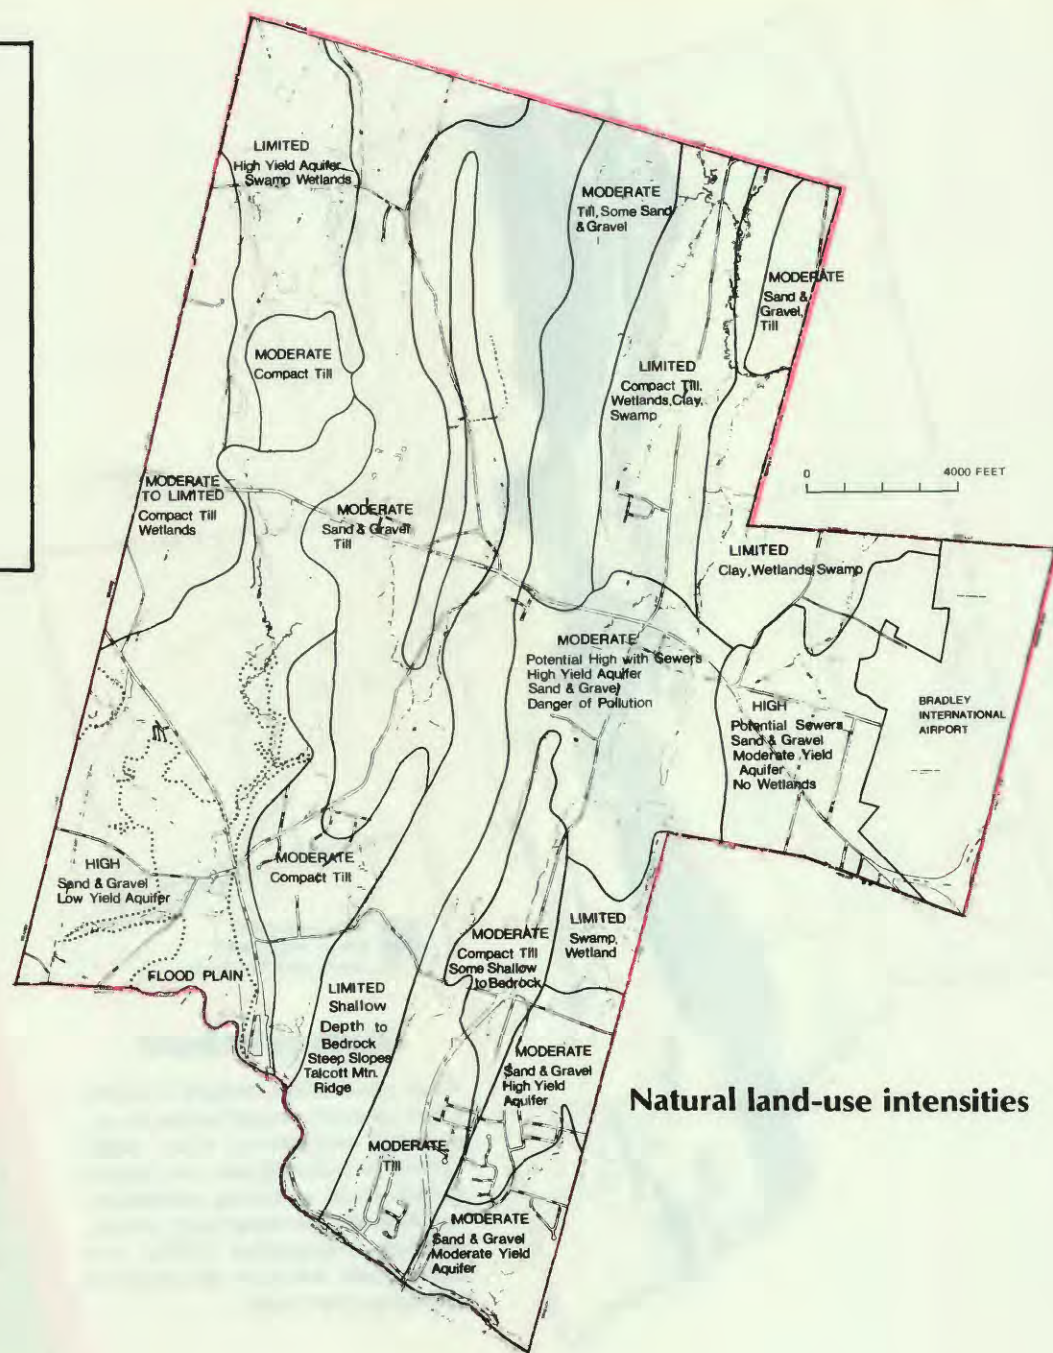 LIMITED
High Yield Aquifer
Swamp Wetlands
MODERATE
Till, Some Sand
& Gravel
MODERATE
Sand &
Gravel,
Till
MODERATE
Compact Till
LIMITED
Compact Till,
Wetlands, Clay,
Swamp
0 4000 FEET
MODERATE
TO LIMITED
Compact Till
Wetlands
MODERATE
Sand & Gravel
Till
LIMITED
Clay, Wetlands, Swamp
MODERATE
Potential High with Sewers
High Yield Aquifer
Sand & Gravel
Danger of Pollution
HIGH
Potential Sewers
Sand & Gravel
Moderate Yield
Aquifer
No Wetlands
BRADLEY
INTERNATIONAL
AIRPORT
HIGH
Sand & Gravel
Low Yield Aquifer
MODERATE
Compact Till
FLOOD PLAIN
LIMITED
Shallow
Depth to
Bedrock
Steep Slopes
Talcott Mtn.
Ridge
MODERATE
Compact Till
Some Shallow
to Bedrock
LIMITED
Swamp,
Wetland
MODERATE
Sand & Gravel
High Yield
Aquifer
Natural land-use intensities
MODERATE
Till
MODERATE
Sand & Gravel
Moderate Yield
Aquifer